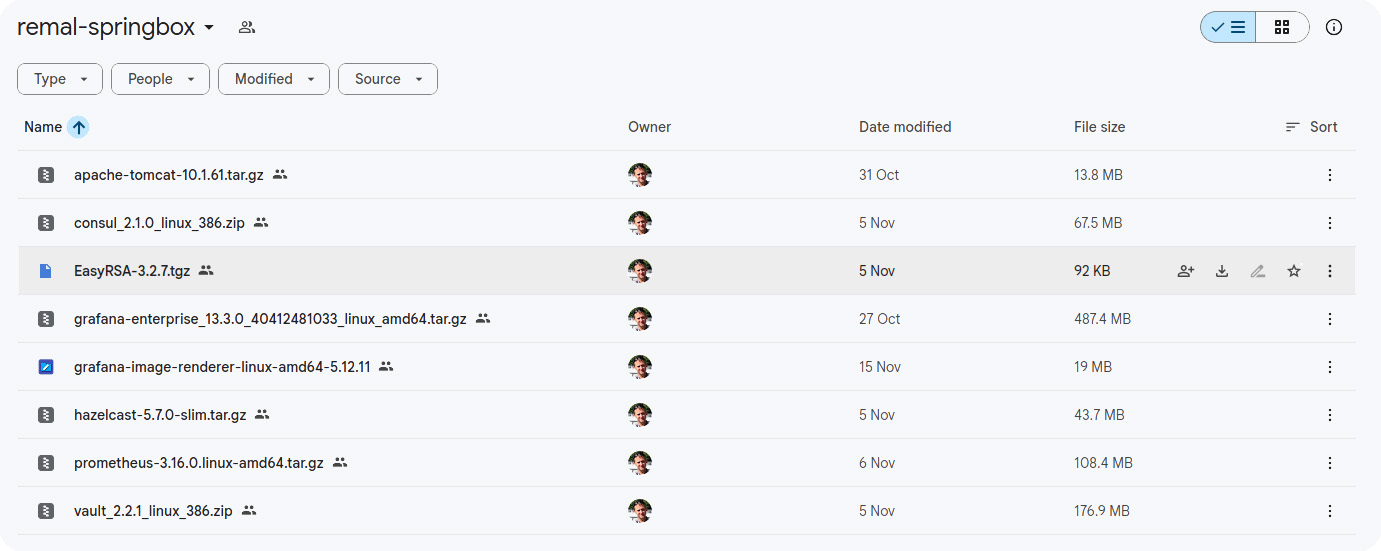 remal-springbox
Type People Modified Source
Name Owner Date modified File size Sort
apache-tomcat-10.1.61.tar.gz 31 Oct 13.8 MB
consul_2.1.0_linux_386.zip 5 Nov 67.5 MB
EasyRSA-3.2.7.tgz 5 Nov 92 KB
grafana-enterprise_13.3.0_40412481033_linux_amd64.tar.gz 27 Oct 487.4 MB
grafana-image-renderer-linux-amd64-5.12.11 15 Nov 19 MB
hazelcast-5.7.0-slim.tar.gz 5 Nov 43.7 MB
prometheus-3.16.0.linux-amd64.tar.gz 6 Nov 108.4 MB
vault_2.2.1_linux_386.zip 5 Nov 176.9 MB